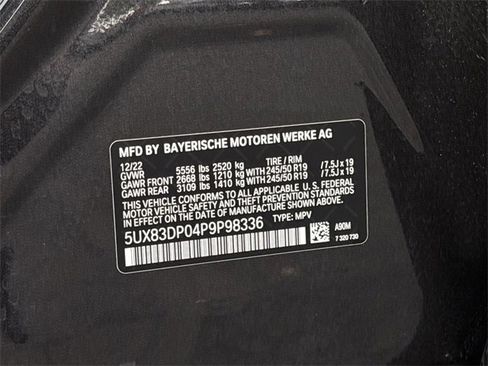 MFD BY BAYERISCHE MOTOREN WERKE AG
12/22 TIRE / RIM
GVWR 5556 lbs 2520 kg
GAWR FRONT 2668 lbs 1210 kg WITH 245/50 R19 / 7.5J x 19
GAWR REAR 3109 lbs 1410 kg WITH 245/50 R19 / 7.5J x 19
THIS VEHICLE CONFORMS TO ALL APPLICABLE U. S. FEDERAL
MOTOR VEHICLE SAFETY AND THEFT PREVENTION STANDARDS
IN EFFECT ON THE DATE OF MANUFACTURE SHOWN ABOVE.
5UX83DP04P9P98336 TYPE: MPV
A90M
7 320 730